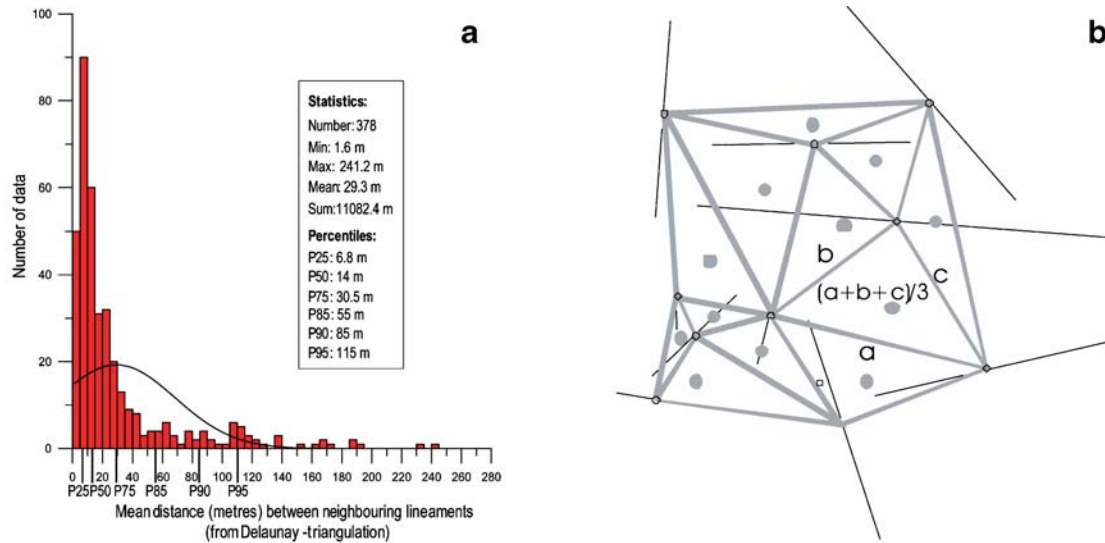 a
100
80
60
40
20
0
Number of data
Statistics:
Number: 378
Min: 1.6 m
Max: 241.2 m
Mean: 29.3 m
Sum: 11082.4 m
Percentiles:
P25: 6.8 m
P50: 14 m
P75: 30.5 m
P85: 55 m
P90: 85 m
P95: 115 m
0 20 40 60 80 100 120 140 160 180 200 220 240 260 280
P25 P50 P75 P85 P90 P95
Mean distance (metres) between neighbouring lineaments
(from Delaunay -triangulation)
b
b
c
(a+b+c)/3
a